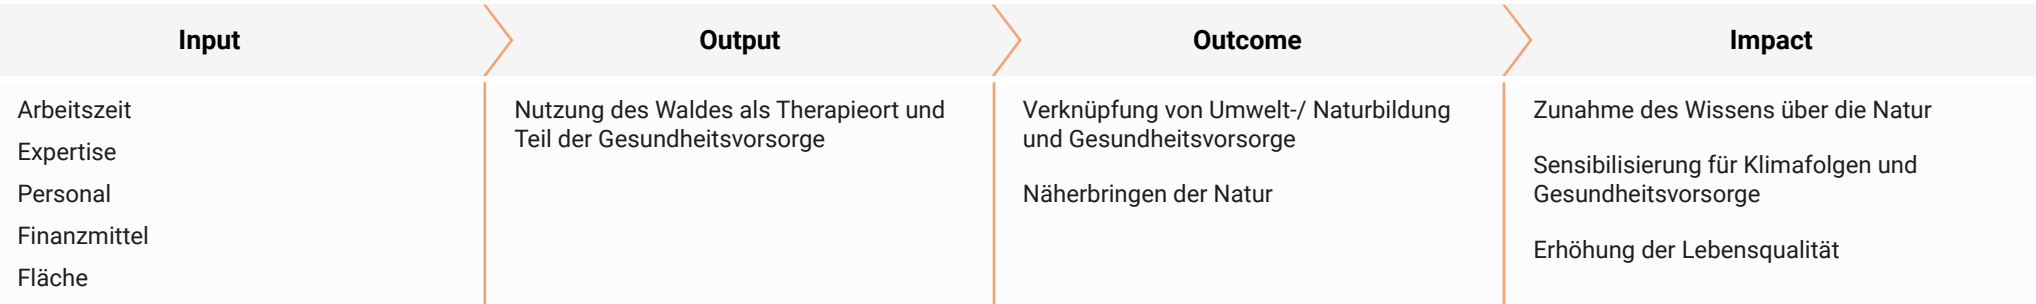 Input
Output
Outcome
Impact
Arbeitszeit
Expertise
Personal
Finanzmittel
Fläche
Nutzung des Waldes als Therapieort und
Teil der Gesundheitsvorsorge
Verknüpfung von Umwelt-/ Naturbildung
und Gesundheitsvorsorge
Näherbringen der Natur
Zunahme des Wissens über die Natur
Sensibilisierung für Klimafolgen und
Gesundheitsvorsorge
Erhöhung der Lebensqualität